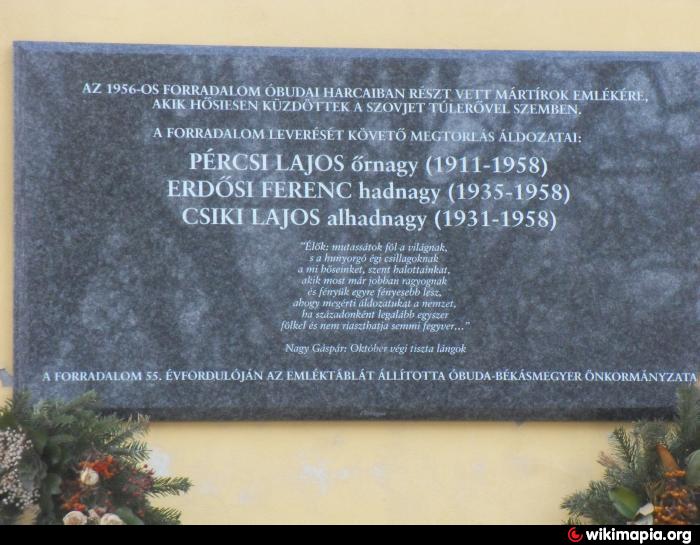 AZ 1956-OS FORRADALOM ÓBUDAI HARCAIBAN RÉSZT VETT MÁRTÍROK EMLÉKÉRE,
AKIK HŐSIESEN KÜZDÖTTEK A SZOVJET TÚLERŐVEL SZEMBEN.
A FORRADALOM LEVERÉSÉT KÖVETŐ MEGTORLÁS ÁLDOZATAI:
PÉRCSI LAJOS őrnagy (1911-1958)
ERDŐSI FERENC hadnagy (1935-1958)
CSIKI LAJOS alhadnagy (1931-1958)
"Élők: mutassátok föl a világnak,
s a hunyorgó égi csillagoknak
a mi hőseinket, szent halottainkat,
akik most már jobban ragyognak
és fényük egyre fényesebb lesz,
ahogy megérti áldozatukat a nemzet,
ha századonként legalább egyszer
fölkel és nem riaszthatja semmi fegyver..."
Nagy Gáspár: Október végi tiszta lángok
A FORRADALOM 55. ÉVFORDULÓJÁN AZ EMLÉKTÁBLÁT ÁLLÍTOTTA ÓBUDA-BÉKÁSMEGYER ÖNKORMÁNYZATA
wikimapia.org